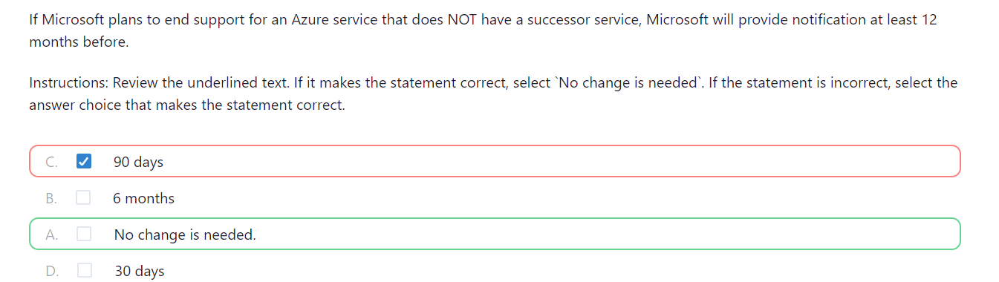 If Microsoft plans to end support for an Azure service that does NOT have a successor service, Microsoft will provide notification at least 12
months before.
Instructions: Review the underlined text. If it makes the statement correct, select `No change is needed`. If the statement is incorrect, select the
answer choice that makes the statement correct.
C. 90 days
B. 6 months
A. No change is needed.
D. 30 days